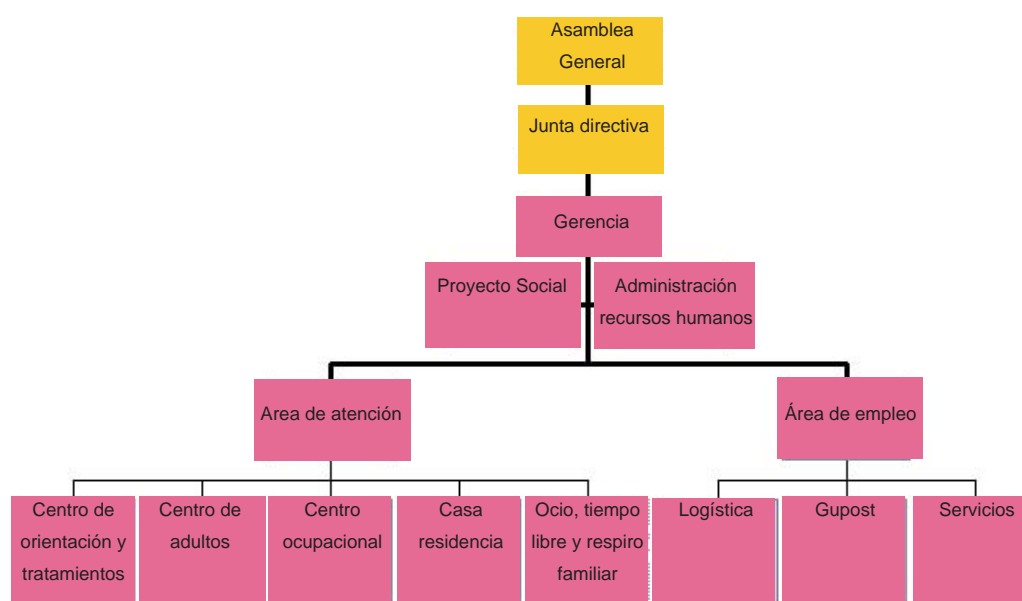 Asamblea
General
Junta directiva
Gerencia
Proyecto Social
Administración
recursos humanos
Area de atención
Área de empleo
Centro de
orientación y
tratamientos
Centro de
adultos
Centro
ocupacional
Casa
residencia
Ocio, tiempo
libre y respiro
familiar
Logística
Gupost
Servicios